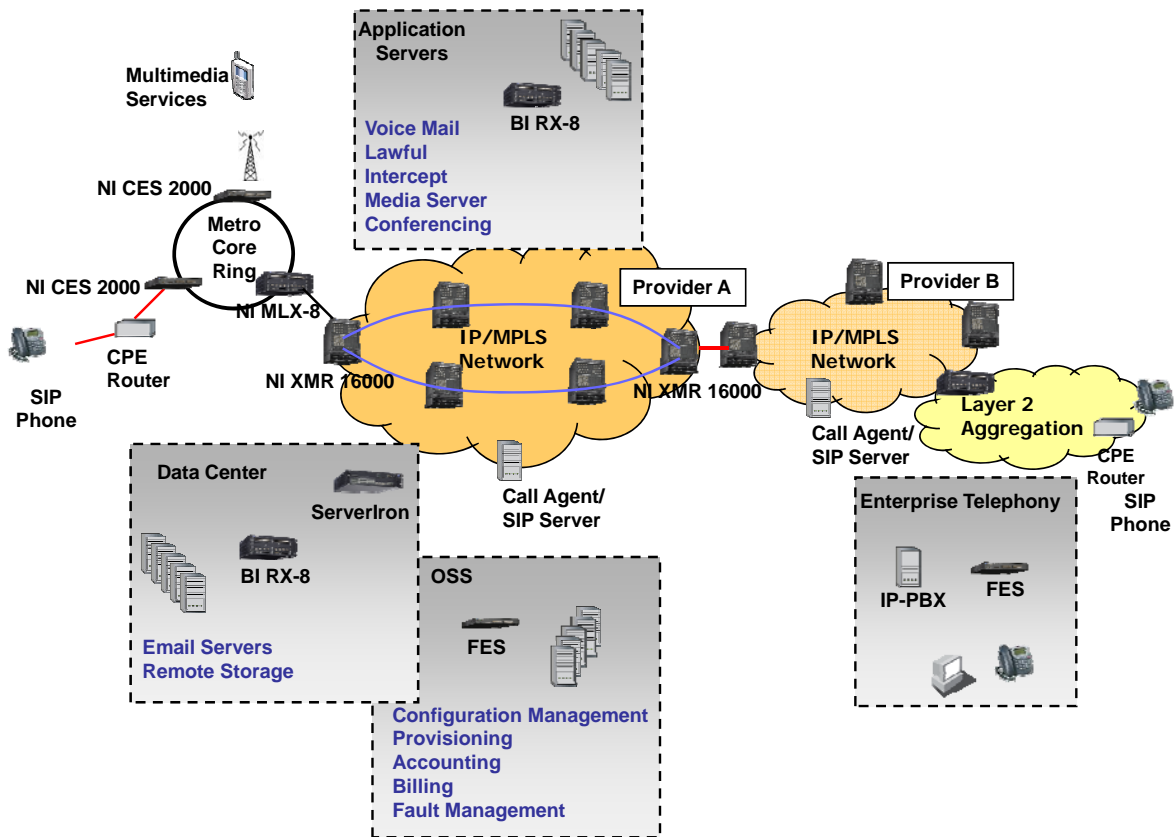 Application
Servers
BI RX-8
Voice Mail
Lawful
Intercept
Media Server
Conferencing
Multimedia
Services
NI CES 2000
Metro
Core
Ring
NI CES 2000
NI MLX-8
CPE
Router
SIP
Phone
NI XMR 16000
IP/MPLS
Network
Provider A
NI XMR 16000
Call Agent/
SIP Server
Provider B
IP/MPLS
Network
Call Agent/
SIP Server
Layer 2
Aggregation
CPE
Router
SIP
Phone
Data Center
ServerIron
BI RX-8
Email Servers
Remote Storage
OSS
FES
Configuration Management
Provisioning
Accounting
Billing
Fault Management
Enterprise Telephony
IP-PBX
FES